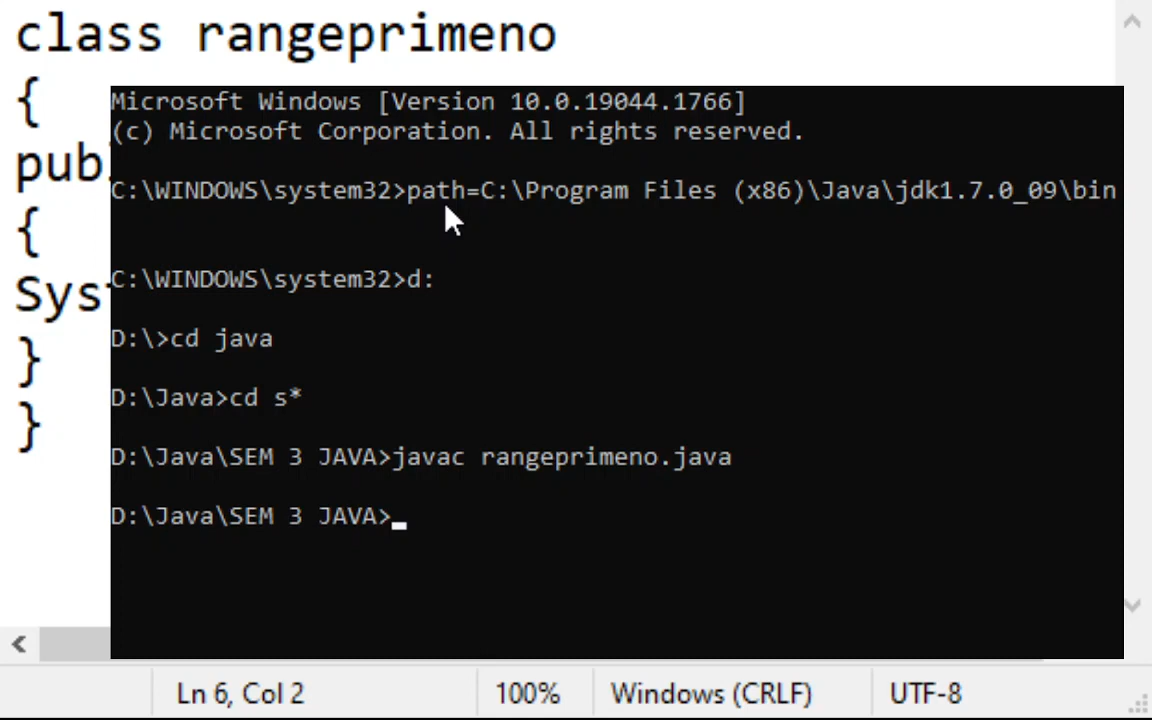 class rangeprimeno
{
Microsoft Windows [Version 10.0.19044.1766]
(c) Microsoft Corporation. All rights reserved.
publ
C:\WINDOWS\system32>path=C:\Program Files (x86)\Java\jdk1.7.0_09\bin
{
C:\WINDOWS\system32>d:
Syst
D:\>cd java
}
D:\Java>cd s*
}
D:\Java\SEM 3 JAVA>javac rangeprimeno.java
D:\Java\SEM 3 JAVA>
Ln 6, Col 2
100%
Windows (CRLF)
UTF-8